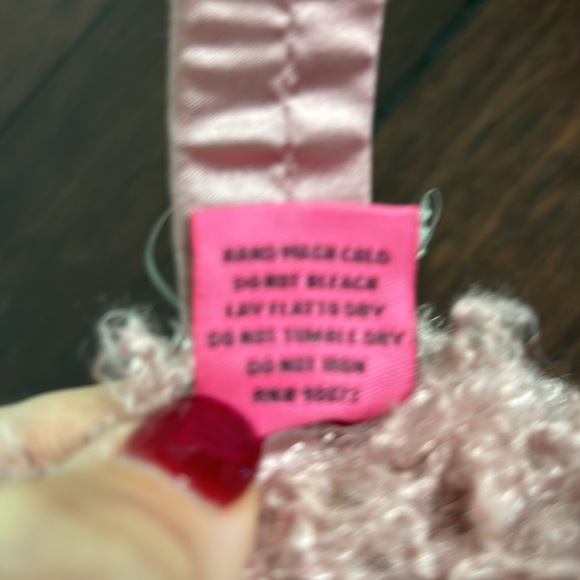 HAND WASH COLD
DO NOT BLEACH
LAY FLAT TO DRY
DO NOT TUMBLE DRY
DO NOT IRON
RN#